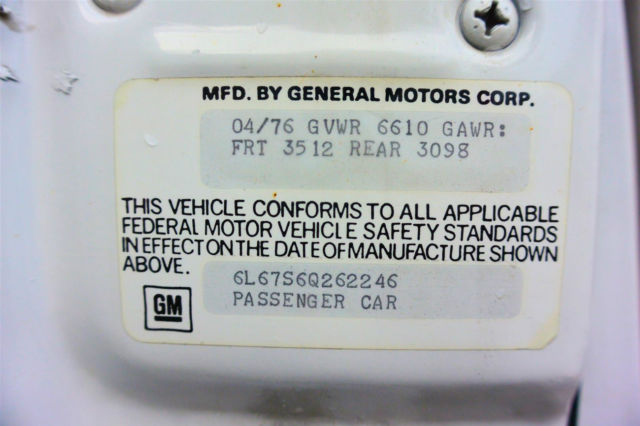 MFD. BY GENERAL MOTORS CORP.
04/76 GVWR 6610 GAWR:
FRT 3512 REAR 3098
THIS VEHICLE CONFORMS TO ALL APPLICABLE
FEDERAL MOTOR VEHICLE SAFETY STANDARDS
IN EFFECT ON THE DATE OF MANUFACTURE SHOWN
ABOVE.
6L67S6Q262246
PASSENGER CAR
GM